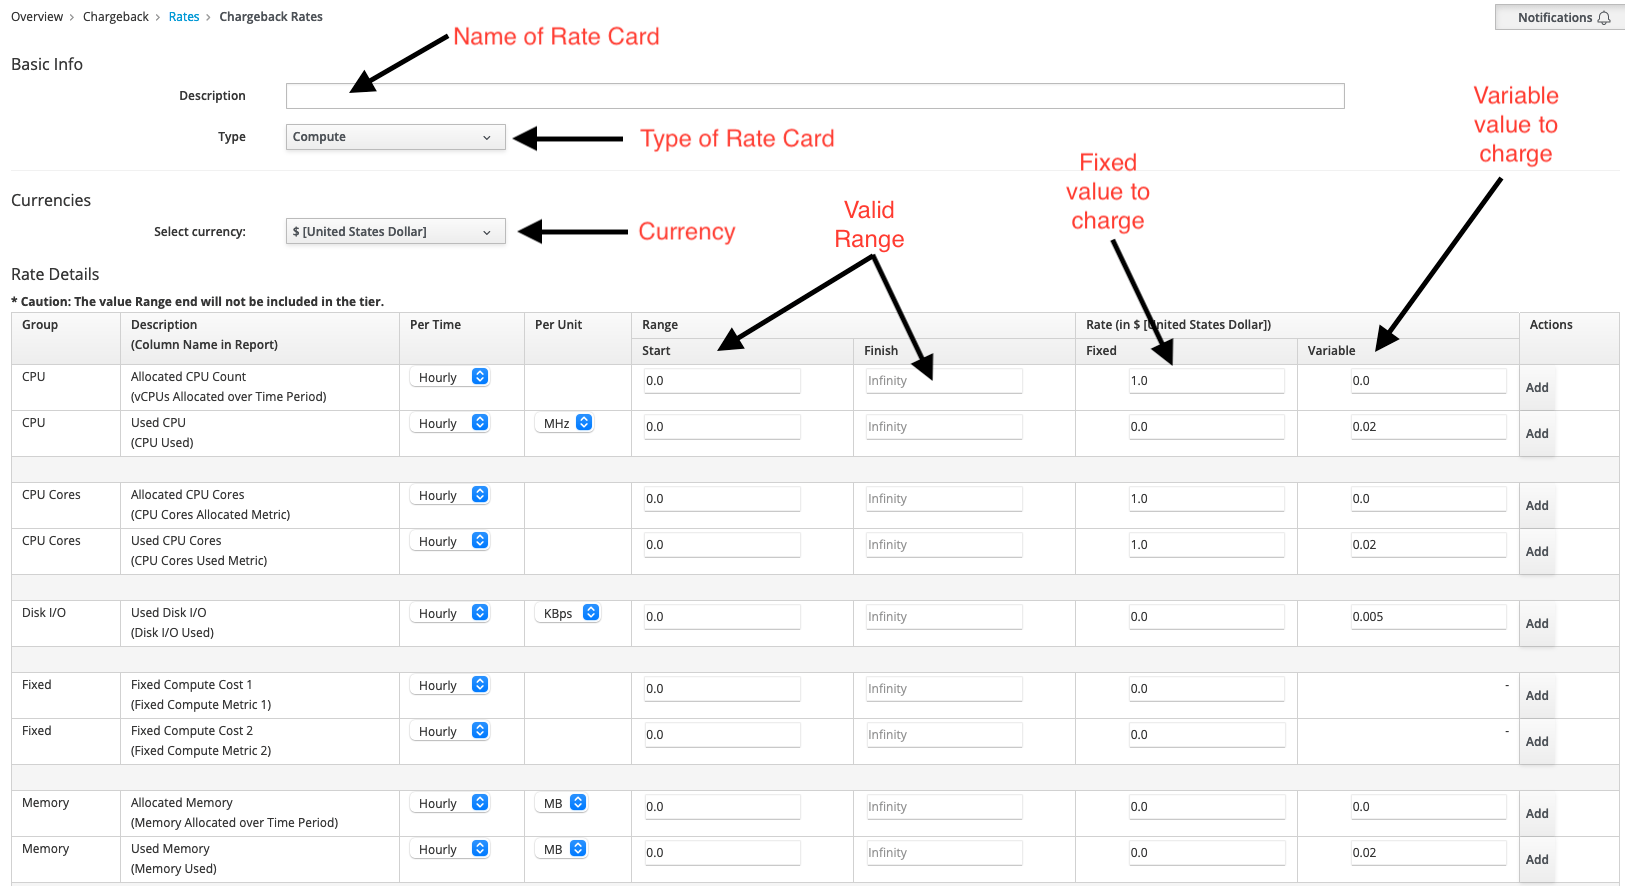 Overview > Chargeback > Rates > Chargeback Rates
Notifications
Name of Rate Card
Basic Info
Description
Type
Compute
Type of Rate Card
Variable
value to
charge
Fixed
value to
charge
Currencies
Valid
Range
Select currency:
$ [United States Dollar]
Currency
Rate Details
* Caution: The value Range end will not be included in the tier.
Group Description Per Time Per Unit Range Rate (in $ [United States Dollar]) Actions
(Column Name in Report)
Start Finish Fixed Variable
CPU Allocated CPU Count Hourly 0.0 Infinity 1.0 0.0 Add
(vCPUs Allocated over Time Period)
CPU Used CPU Hourly MHz 0.0 Infinity 0.0 0.02 Add
(CPU Used)
CPU Cores Allocated CPU Cores Hourly 0.0 Infinity 1.0 0.0 Add
(CPU Cores Allocated Metric)
CPU Cores Used CPU Cores Hourly 0.0 Infinity 1.0 0.02 Add
(CPU Cores Used Metric)
Disk I/O Used Disk I/O Hourly KBps 0.0 Infinity 0.0 0.005 Add
(Disk I/O Used)
Fixed Fixed Compute Cost 1 Hourly 0.0 Infinity 0.0 - Add
(Fixed Compute Metric 1)
Fixed Fixed Compute Cost 2 Hourly 0.0 Infinity 0.0 - Add
(Fixed Compute Metric 2)
Memory Allocated Memory Hourly MB 0.0 Infinity 0.0 0.0 Add
(Memory Allocated over Time Period)
Memory Used Memory Hourly MB 0.0 Infinity 0.0 0.02 Add
(Memory Used)